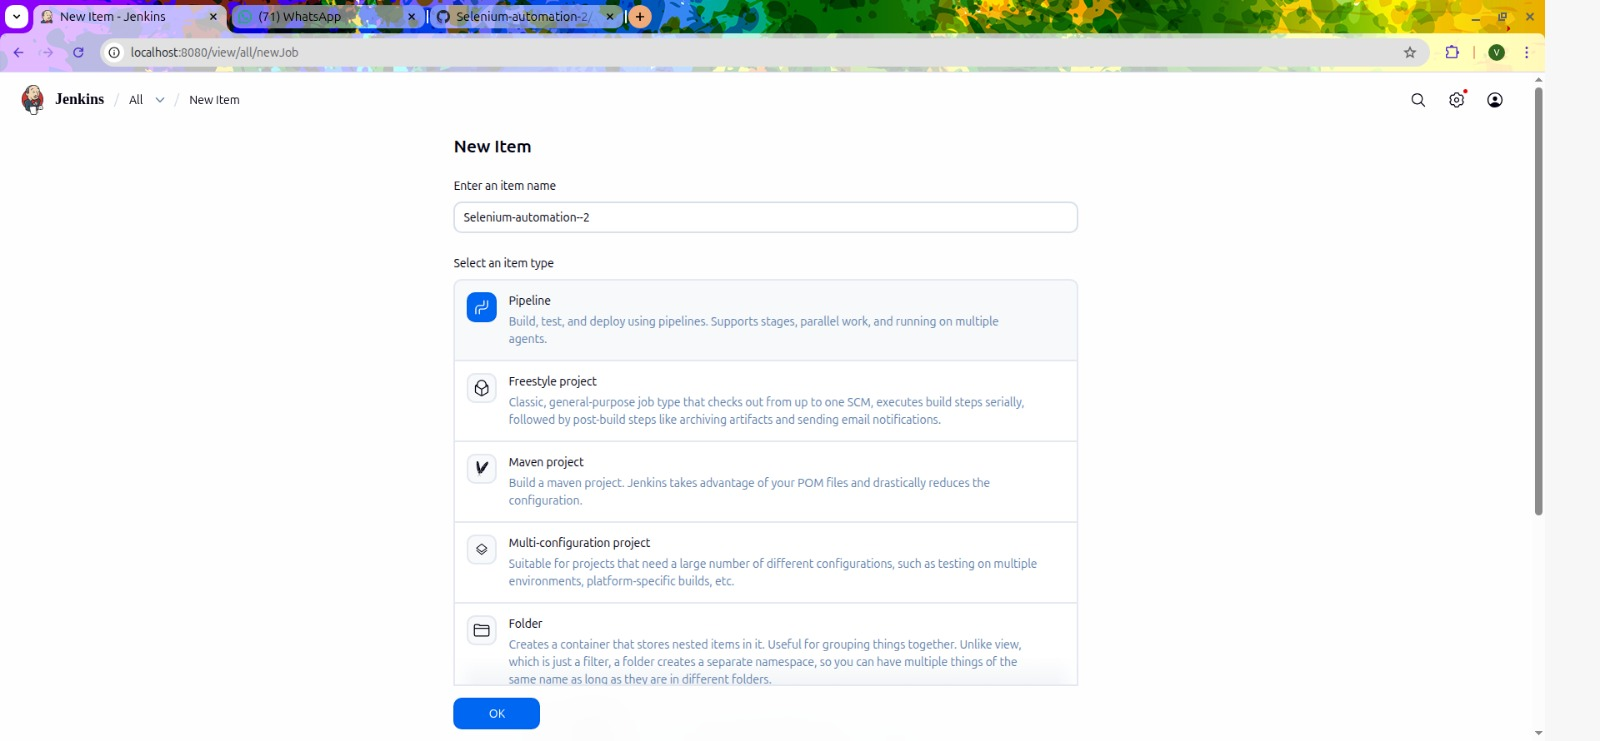 New Item - Jenkins
(71) WhatsApp
Selenium-automation-2/
localhost:8080/view/all/newJob
V
Jenkins / All / New Item
New Item
Enter an item name
Selenium-automation--2
Select an item type
Pipeline
Build, test, and deploy using pipelines. Supports stages, parallel work, and running on multiple
agents.
Freestyle project
Classic, general-purpose job type that checks out from up to one SCM, executes build steps serially,
followed by post-build steps like archiving artifacts and sending email notifications.
Maven project
Build a maven project. Jenkins takes advantage of your POM files and drastically reduces the
configuration.
Multi-configuration project
Suitable for projects that need a large number of different configurations, such as testing on multiple
environments, platform-specific builds, etc.
Folder
Creates a container that stores nested items in it. Useful for grouping things together. Unlike view,
which is just a filter, a folder creates a separate namespace, so you can have multiple things of the
same name as long as they are in different folders.
OK